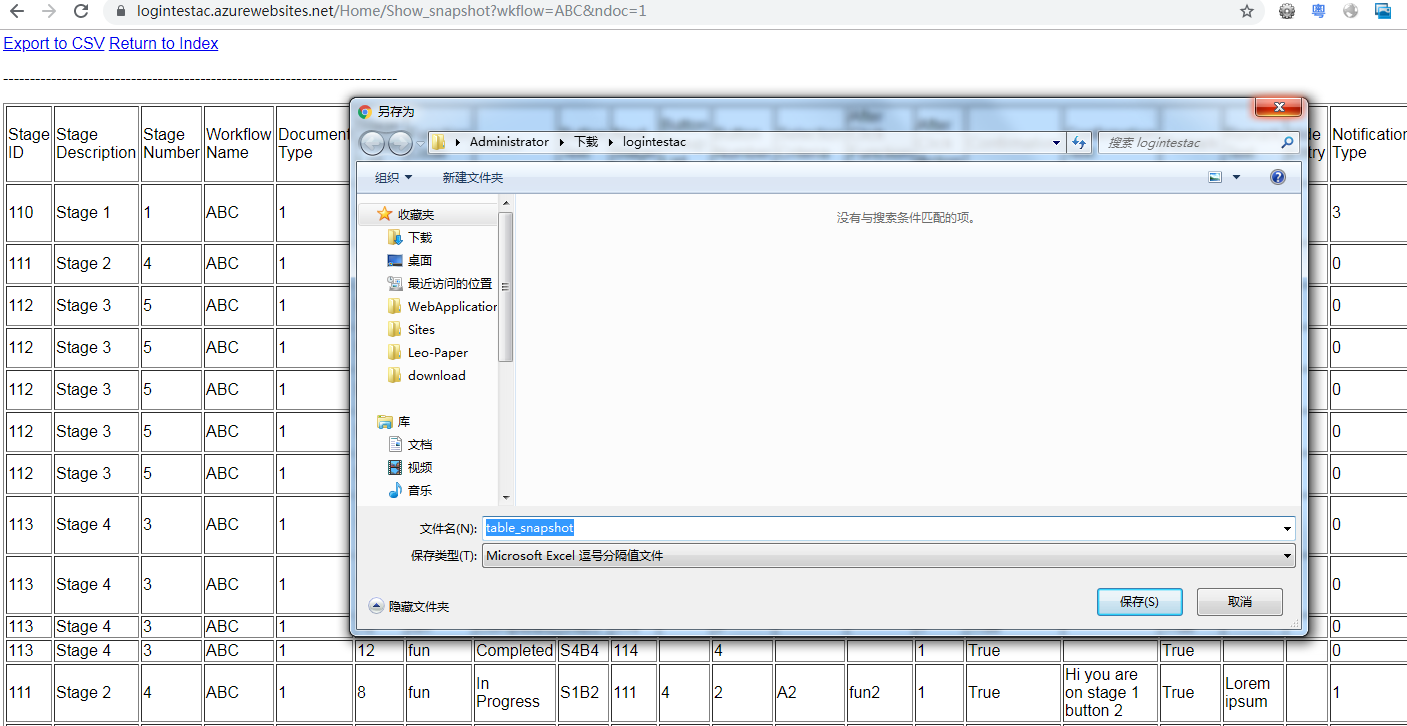 logintestac.azurewebsites.net/Home/Show_snapshot?wkflow=ABC&ndoc=1
Export to CSV Return to Index
---------------------------------------------------------------------------
Stage ID Stage Description Stage Number Workflow Name Document Type Notification Type
110 Stage 1 1 ABC 1 3
111 Stage 2 4 ABC 1 0
112 Stage 3 5 ABC 1 0
112 Stage 3 5 ABC 1 0
112 Stage 3 5 ABC 1 0
112 Stage 3 5 ABC 1 0
112 Stage 3 5 ABC 1 0
113 Stage 4 3 ABC 1 0
113 Stage 4 3 ABC 1 0
113 Stage 4 3 ABC 1 0
113 Stage 4 3 ABC 1 12 fun Completed S4B4 114 4 1 True True 0
111 Stage 2 4 ABC 1 8 fun In Progress S1B2 111 4 2 A2 fun2 1 True Hi you are on stage 1 button 2 True Lorem ipsum 1
另存为
Administrator 下载 logintestac
搜索 logintestac
组织 新建文件夹
没有与搜索条件匹配的项。
收藏夹
下载
桌面
最近访问的位置
WebApplication
Sites
Leo-Paper
download
库
文档
视频
音乐
文件名(N): table_snapshot
保存类型(T): Microsoft Excel 逗号分隔值文件
隐藏文件夹
保存(S) 取消